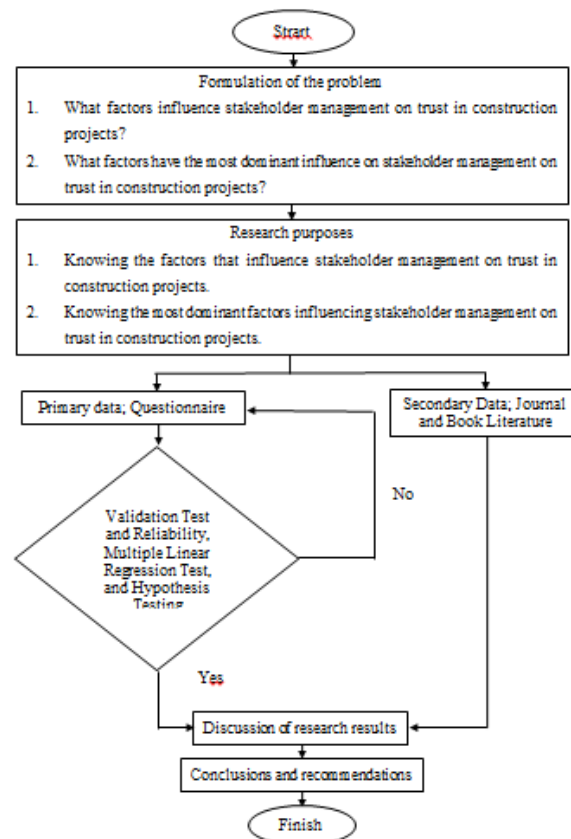 Strart
Formulation of the problem
1. What factors influence stakeholder management on trust in construction
projects?
2. What factors have the most dominant influence on stakeholder management on
trust in construction projects?
Research purposes
1. Knowing the factors that influence stakeholder management on trust in
construction projects.
2. Knowing the most dominant factors influencing stakeholder management on
trust in construction projects.
Primary data; Questionnaire
Secondary Data; Journal
and Book Literature
Validation Test
and Reliability,
Multiple Linear
Regression Test,
and Hypothesis
Testing
No
Yes
Discussion of research results
Conclusions and recommendations
Finish